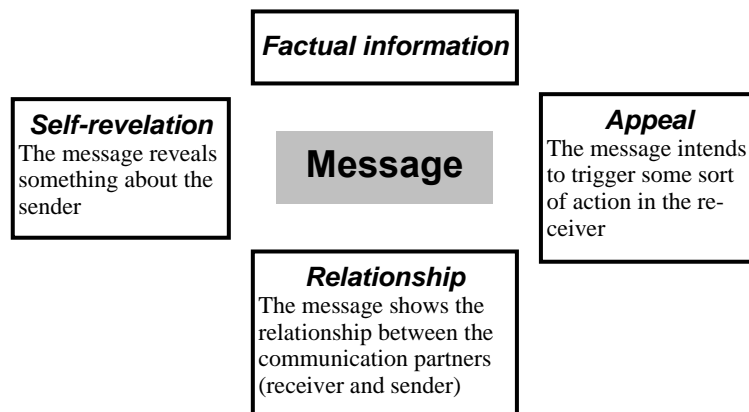 Factual information
Self-revelation
The message reveals
something about the
sender
Message
Appeal
The message intends
to trigger some sort
of action in the re-
ceiver
Relationship
The message shows the
relationship between the
communication partners
(receiver and sender)